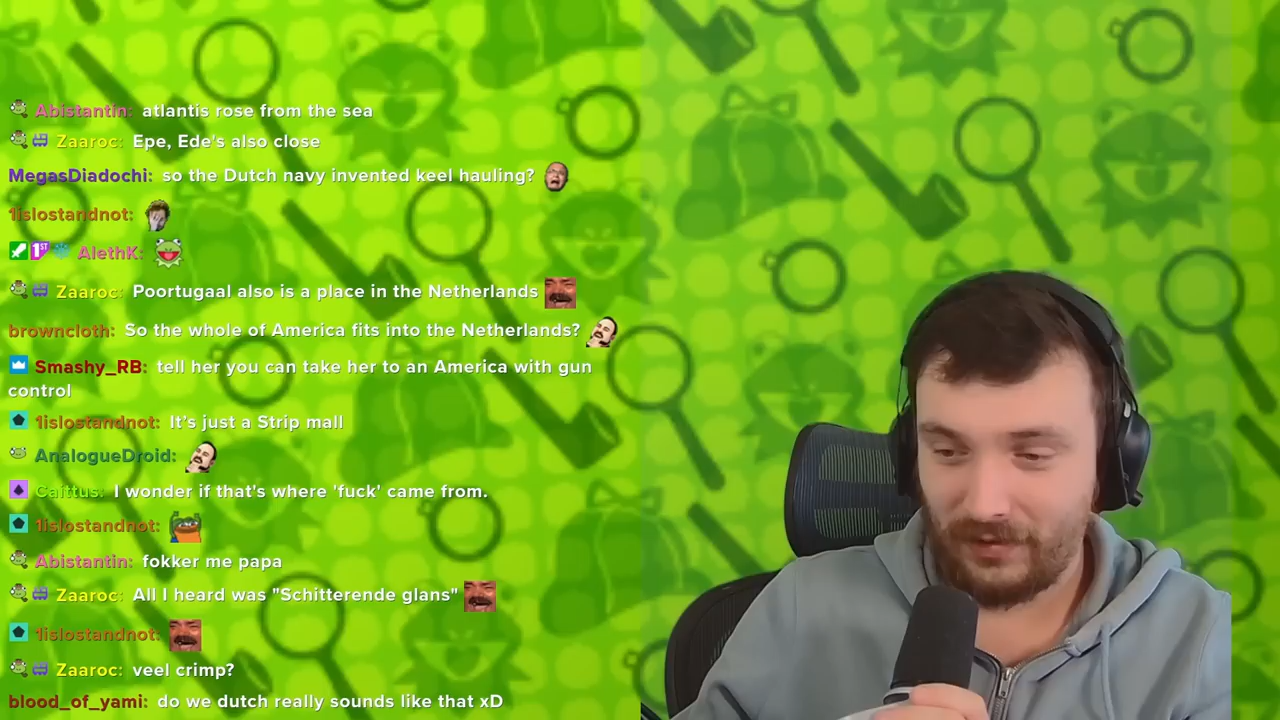 Abistantin: atlantis rose from the sea
Zaaroc: Epe, Ede's also close
MegasDiadochi: so the Dutch navy invented keel hauling?
1islostandnot:
1ST AlethK:
Zaaroc: Poortugaal also is a place in the Netherlands
browncloth: So the whole of America fits into the Netherlands?
Smashy_RB: tell her you can take her to an America with gun
control
1islostandnot: It's just a Strip mall
AnalogueDroid:
Caittus: I wonder if that's where 'fuck' came from.
1islostandnot:
Abistantin: fokker me papa
Zaaroc: All I heard was "Schitterende glans"
1islostandnot:
Zaaroc: veel crimp?
blood_of_yami: do we dutch really sounds like that xD